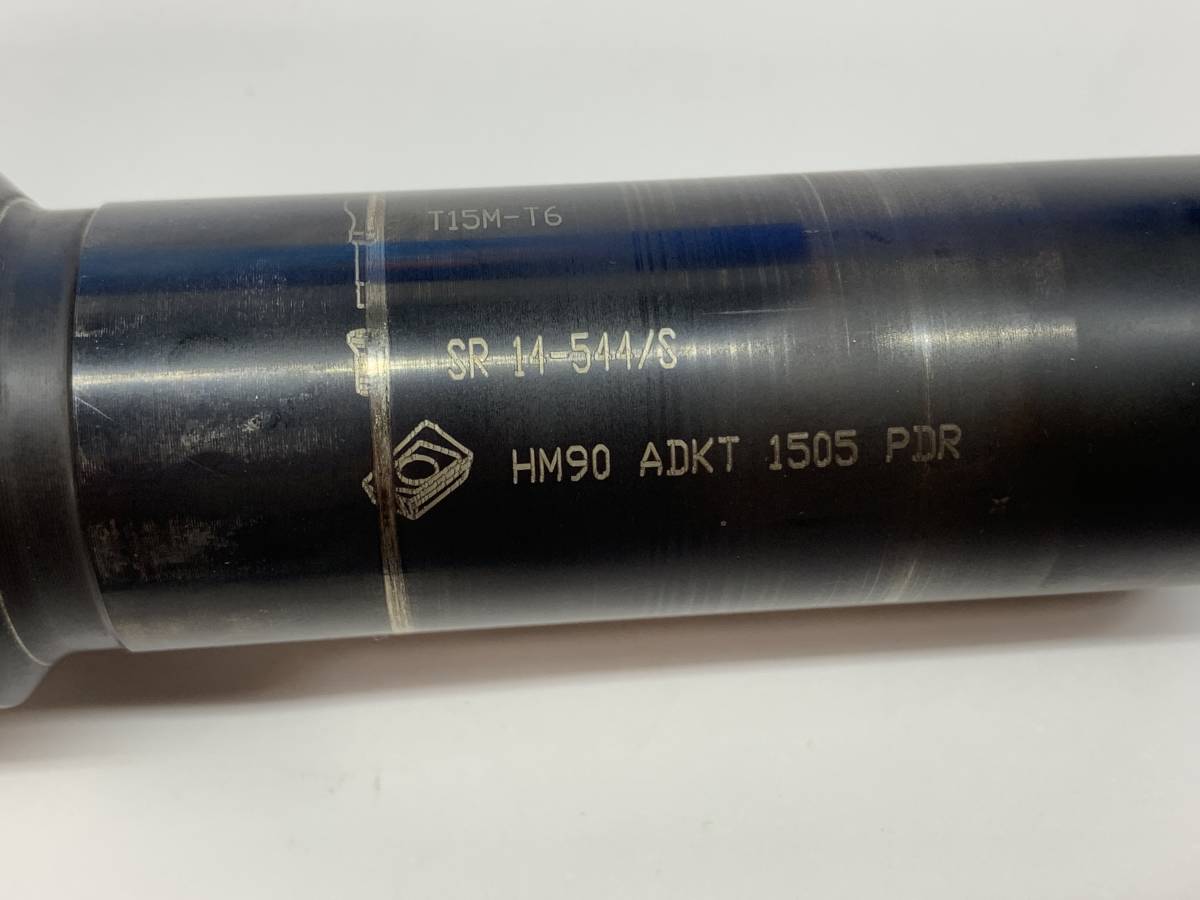 T15M-T6
SR 14-544/S
HM90 ADKT 1505 PDR